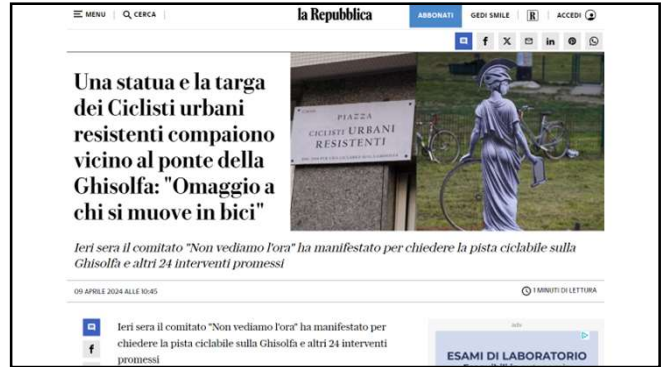 MENU
CERCA
la Repubblica
ABBONATI
GEDI SMILE
R
ACCEDI
f X in
Una statua e la targa
dei Ciclisti urbani
resistenti compaiono
vicino al ponte della
Ghisolfa: "Omaggio a
chi si muove in bici"
PIAZZA
CICLISTI URBANI
RESISTENTI
Ieri sera il comitato "Non vediamo l'ora" ha manifestato per chiedere la pista ciclabile sulla
Ghisolfa e altri 24 interventi promessi
09 APRILE 2024 ALLE 10:45
1 MINUTI DI LETTURA
f
Ieri sera il comitato "Non vediamo l'ora" ha manifestato per
chiedere la pista ciclabile sulla Ghisolfa e altri 24 interventi
promessi
adv
ESAMI DI LABORATORIO